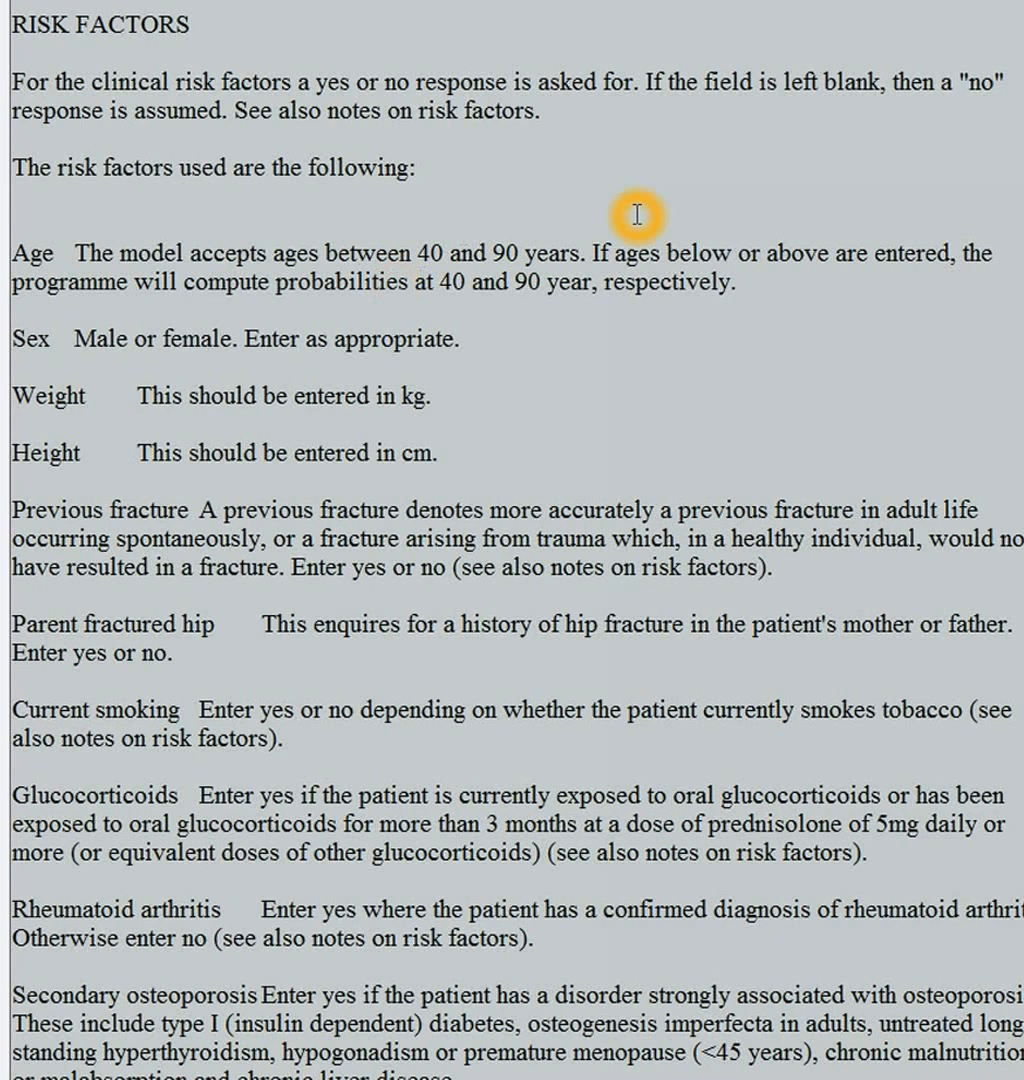 RISK FACTORS
For the clinical risk factors a yes or no response is asked for. If the field is left blank, then a "no"
response is assumed. See also notes on risk factors.
The risk factors used are the following:
Age The model accepts ages between 40 and 90 years. If ages below or above are entered, the
programme will compute probabilities at 40 and 90 year, respectively.
Sex Male or female. Enter as appropriate.
Weight This should be entered in kg.
Height This should be entered in cm.
Previous fracture A previous fracture denotes more accurately a previous fracture in adult life
occurring spontaneously, or a fracture arising from trauma which, in a healthy individual, would no
have resulted in a fracture. Enter yes or no (see also notes on risk factors).
Parent fractured hip This enquires for a history of hip fracture in the patient's mother or father.
Enter yes or no.
Current smoking Enter yes or no depending on whether the patient currently smokes tobacco (see
also notes on risk factors).
Glucocorticoids Enter yes if the patient is currently exposed to oral glucocorticoids or has been
exposed to oral glucocorticoids for more than 3 months at a dose of prednisolone of 5mg daily or
more (or equivalent doses of other glucocorticoids) (see also notes on risk factors).
Rheumatoid arthritis Enter yes where the patient has a confirmed diagnosis of rheumatoid arthrit
Otherwise enter no (see also notes on risk factors).
Secondary osteoporosis Enter yes if the patient has a disorder strongly associated with osteoporosi
These include type I (insulin dependent) diabetes, osteogenesis imperfecta in adults, untreated long
standing hyperthyroidism, hypogonadism or premature menopause (<45 years), chronic malnutrition
or malabsorption and chronic liver disease